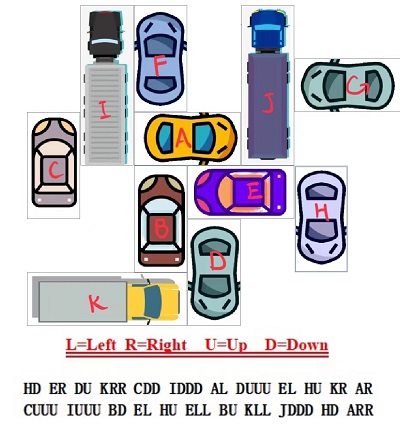 F
J
I
G
A
C
E
B
H
D
K
L=Left R=Right U=Up D=Down
HD ER DU KRR CDD IDDD AL DUUU EL HU KR AR
CUUU IUUU BD EL HU ELL BU KLL JDDD HD ARR